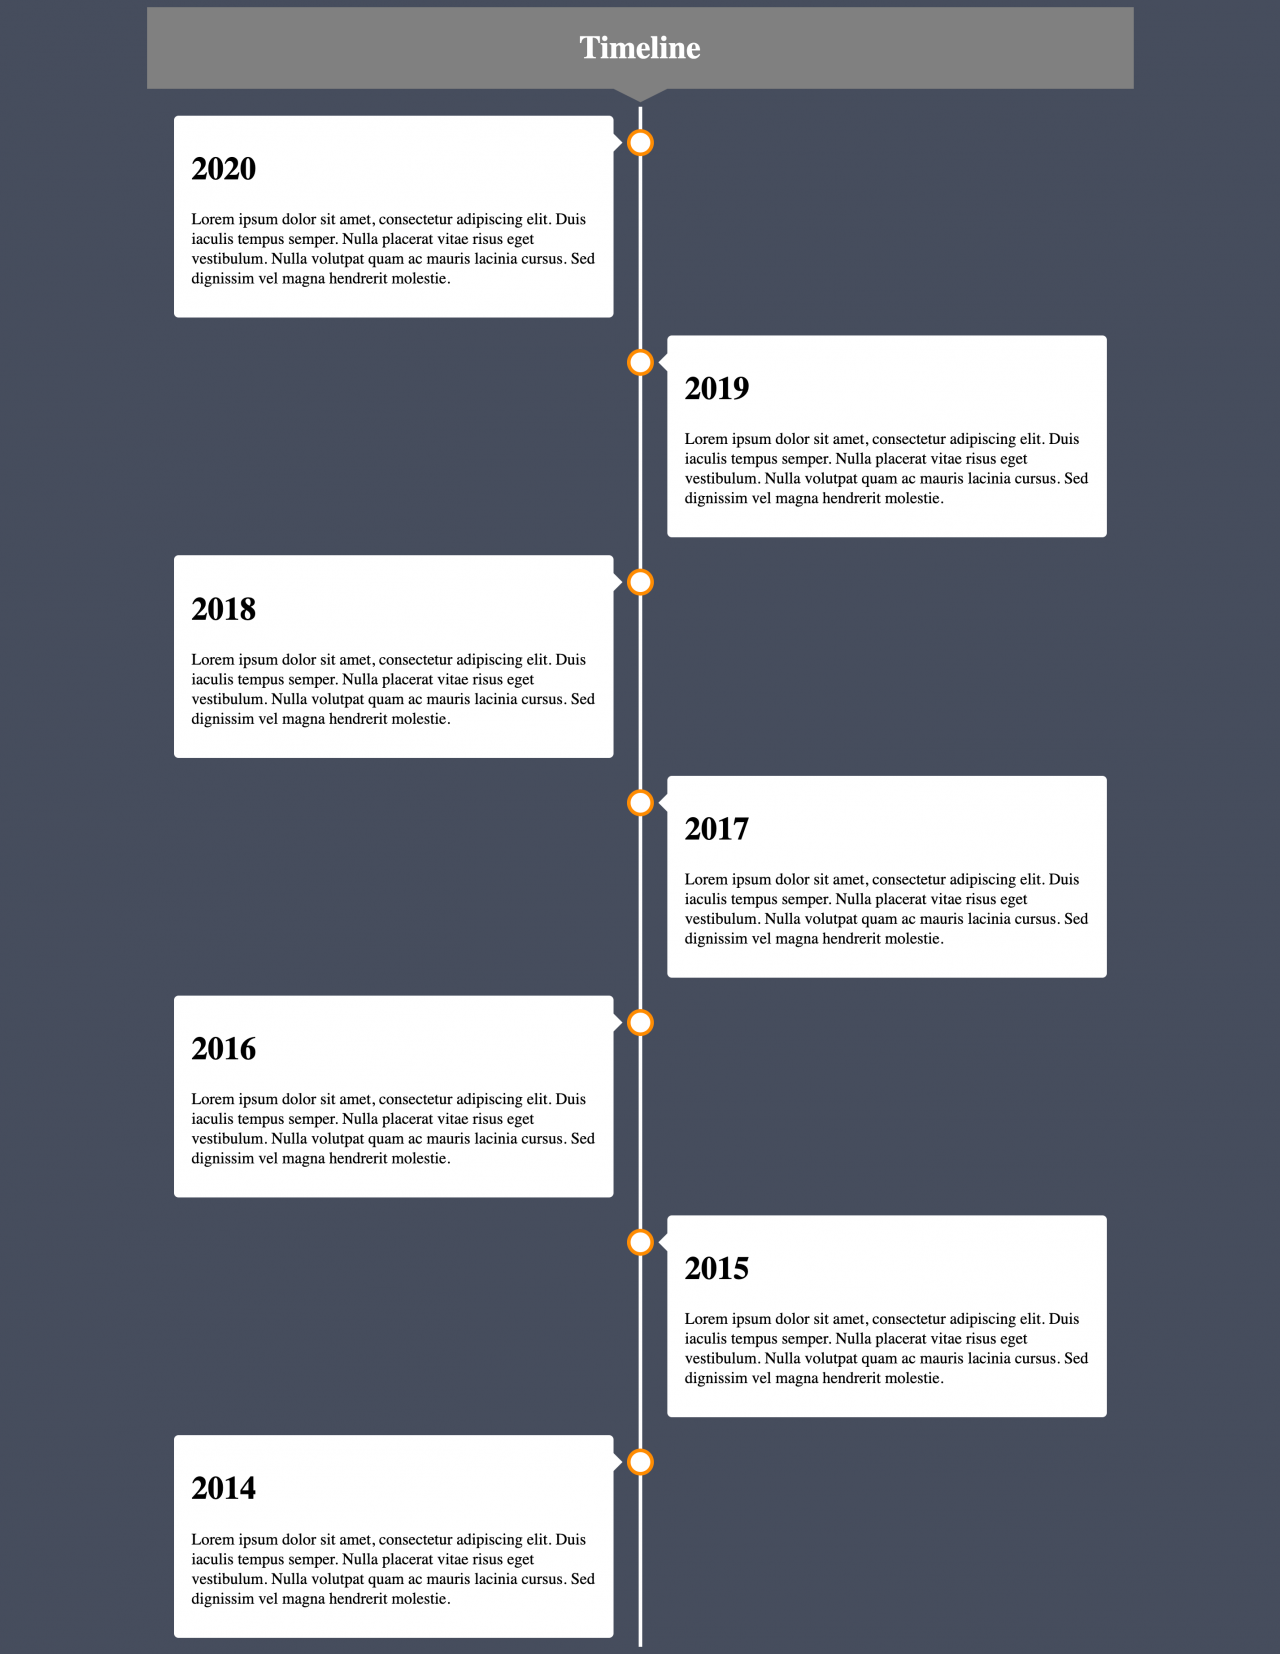 Timeline
2020
Lorem ipsum dolor sit amet, consectetur adipiscing elit. Duis
iaculis tempus semper. Nulla placerat vitae risus eget
vestibulum. Nulla volutpat quam ac mauris lacinia cursus. Sed
dignissim vel magna hendrerit molestie.
2019
Lorem ipsum dolor sit amet, consectetur adipiscing elit. Duis
iaculis tempus semper. Nulla placerat vitae risus eget
vestibulum. Nulla volutpat quam ac mauris lacinia cursus. Sed
dignissim vel magna hendrerit molestie.
2018
Lorem ipsum dolor sit amet, consectetur adipiscing elit. Duis
iaculis tempus semper. Nulla placerat vitae risus eget
vestibulum. Nulla volutpat quam ac mauris lacinia cursus. Sed
dignissim vel magna hendrerit molestie.
2017
Lorem ipsum dolor sit amet, consectetur adipiscing elit. Duis
iaculis tempus semper. Nulla placerat vitae risus eget
vestibulum. Nulla volutpat quam ac mauris lacinia cursus. Sed
dignissim vel magna hendrerit molestie.
2016
Lorem ipsum dolor sit amet, consectetur adipiscing elit. Duis
iaculis tempus semper. Nulla placerat vitae risus eget
vestibulum. Nulla volutpat quam ac mauris lacinia cursus. Sed
dignissim vel magna hendrerit molestie.
2015
Lorem ipsum dolor sit amet, consectetur adipiscing elit. Duis
iaculis tempus semper. Nulla placerat vitae risus eget
vestibulum. Nulla volutpat quam ac mauris lacinia cursus. Sed
dignissim vel magna hendrerit molestie.
2014
Lorem ipsum dolor sit amet, consectetur adipiscing elit. Duis
iaculis tempus semper. Nulla placerat vitae risus eget
vestibulum. Nulla volutpat quam ac mauris lacinia cursus. Sed
dignissim vel magna hendrerit molestie.